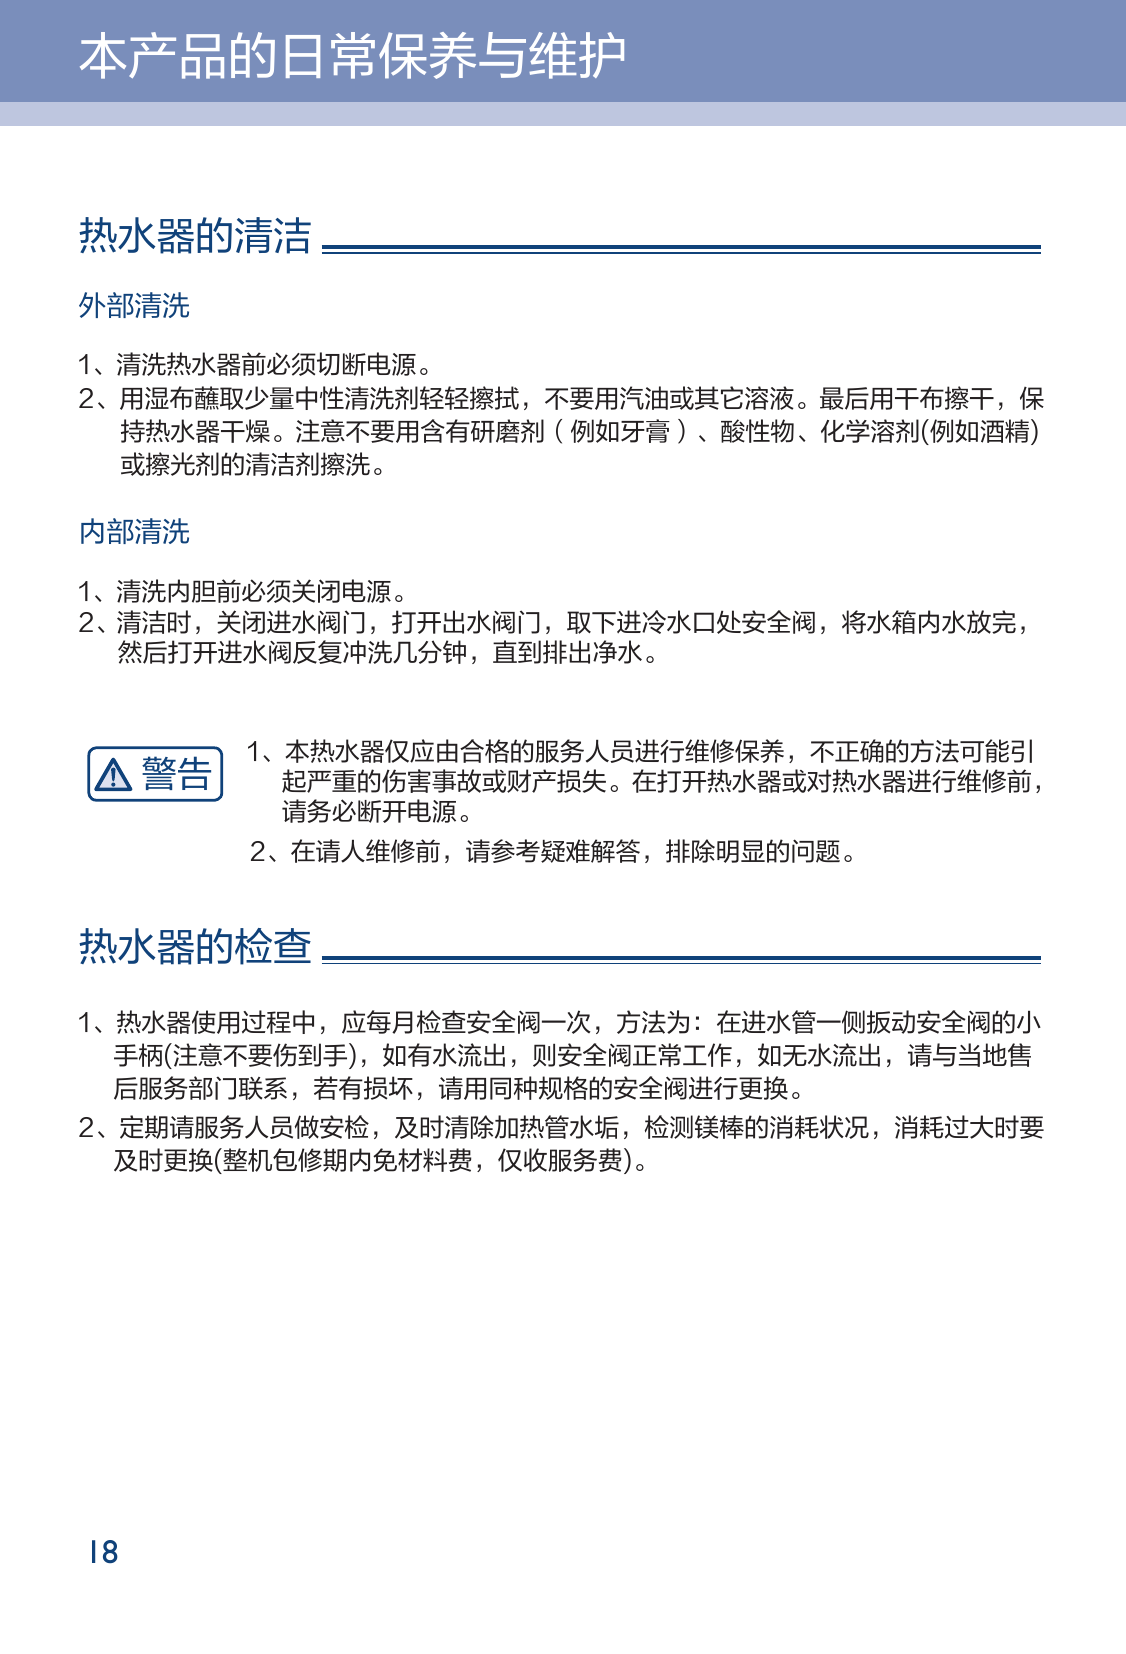 本产品的日常保养与维护
热水器的清洁
外部清洗
1、清洗热水器前必须切断电源。
2、用湿布蘸取少量中性清洗剂轻轻擦拭，不要用汽油或其它溶液。最后用干布擦干，保
持热水器干燥。注意不要用含有研磨剂（例如牙膏）、酸性物、化学溶剂(例如酒精)
或擦光剂的清洁剂擦洗。
内部清洗
1、清洗内胆前必须关闭电源。
2、清洁时，关闭进水阀门，打开出水阀门，取下进冷水口处安全阀，将水箱内水放完，
然后打开进水阀反复冲洗几分钟，直到排出净水。
警告
1、本热水器仅应由合格的服务人员进行维修保养，不正确的方法可能引
起严重的伤害事故或财产损失。在打开热水器或对热水器进行维修前，
请务必断开电源。
2、在请人维修前，请参考疑难解答，排除明显的问题。
热水器的检查
1、热水器使用过程中，应每月检查安全阀一次，方法为：在进水管一侧扳动安全阀的小
手柄(注意不要伤到手)，如有水流出，则安全阀正常工作，如无水流出，请与当地售
后服务部门联系，若有损坏，请用同种规格的安全阀进行更换。
2、定期请服务人员做安检，及时清除加热管水垢，检测镁棒的消耗状况，消耗过大时要
及时更换(整机包修期内免材料费，仅收服务费)。
18